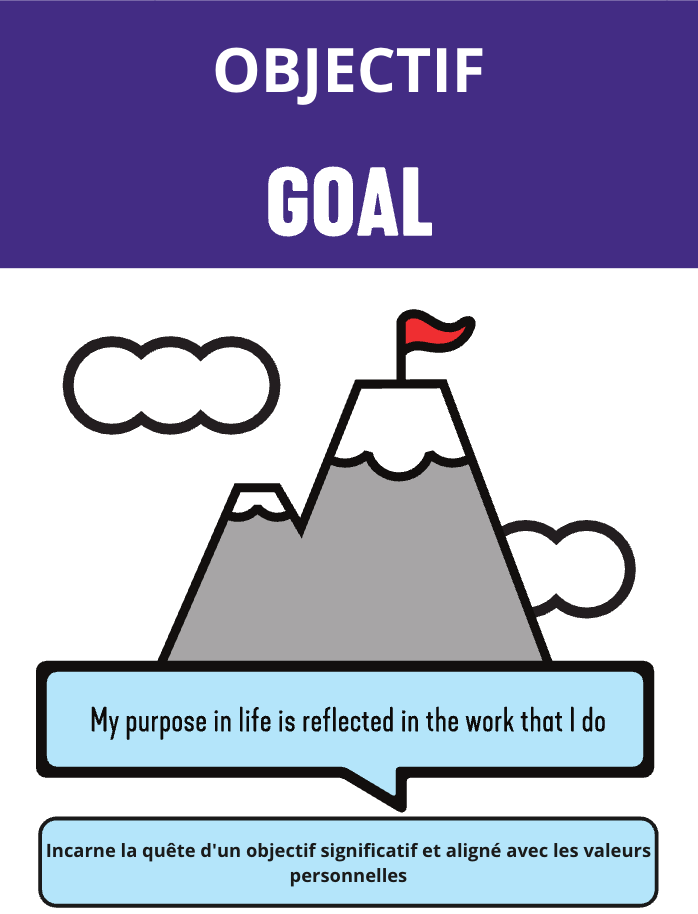 OBJECTIF
GOAL
My purpose in life is reflected in the work that I do
Incarne la quête d'un objectif significatif et aligné avec les valeurs
personnelles